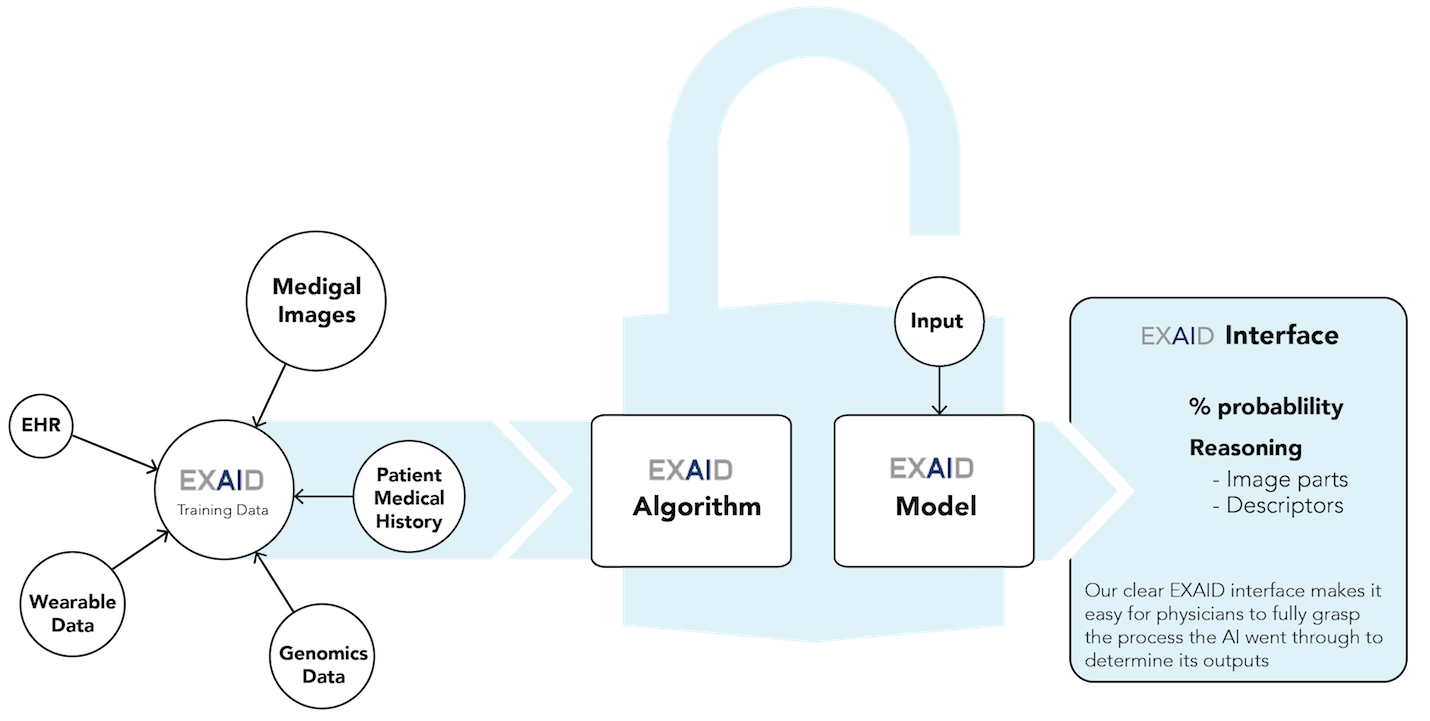 Medigal
Images
EHR
EXAID
Training Data
Patient
Medical
History
Wearable
Data
Genomics
Data
EXAID
Algorithm
Input
EXAID
Model
EXAID Interface
% probablility
Reasoning
- Image parts
- Descriptors
Our clear EXAID interface makes it
easy for physicians to fully grasp
the process the AI went through to
determine its outputs